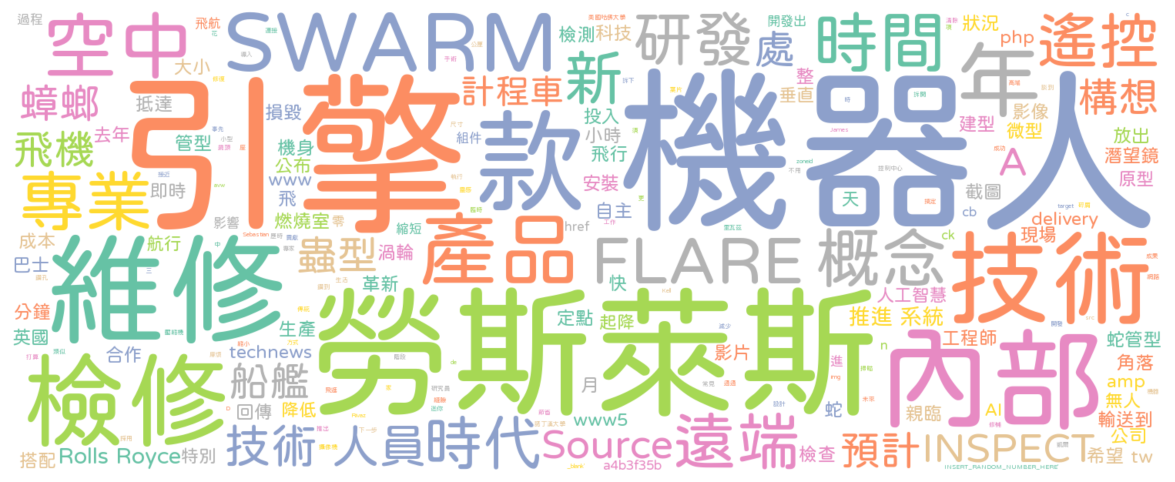 過程
空中
SWARM
檢測
科技
開發出
研發
處
時間
狀況
php
遙控
大小
蟑螂
抵達
引擎
計程車
新
年
構想
整
垂直
影像
去年
管型
損毀
款
機器人
投入
小時
建型
微型
放出
飛機
機身
公布
組件
飛行
A
潛望鏡
原型
專業
即時
www
飛
安裝
天
截圖
影響
燃燒室
零
縮短
自主
cb
delivery
成本
航行
蟲型
渦輪
產品
href
FLARE
概念
ck
現場
技術
巴士
維修
革新
快
人工智慧
分鐘
勞斯萊斯
定點
起降
推進
系統
英國
生產
合作
technews
影片
進
n
工程師
蛇管型
內部
角落
檢修
船艦
回傳
降低
月
www5
蛇
親臨
AI
amp
無人
輸送到
搭配
Rolls Royce
特別
技術
人員
時代
Source
a4b3f35b
遠端
檢查
預計
INSPECT
公司
希望
tw
INSERT_RANDOM_NUMBER_HERE